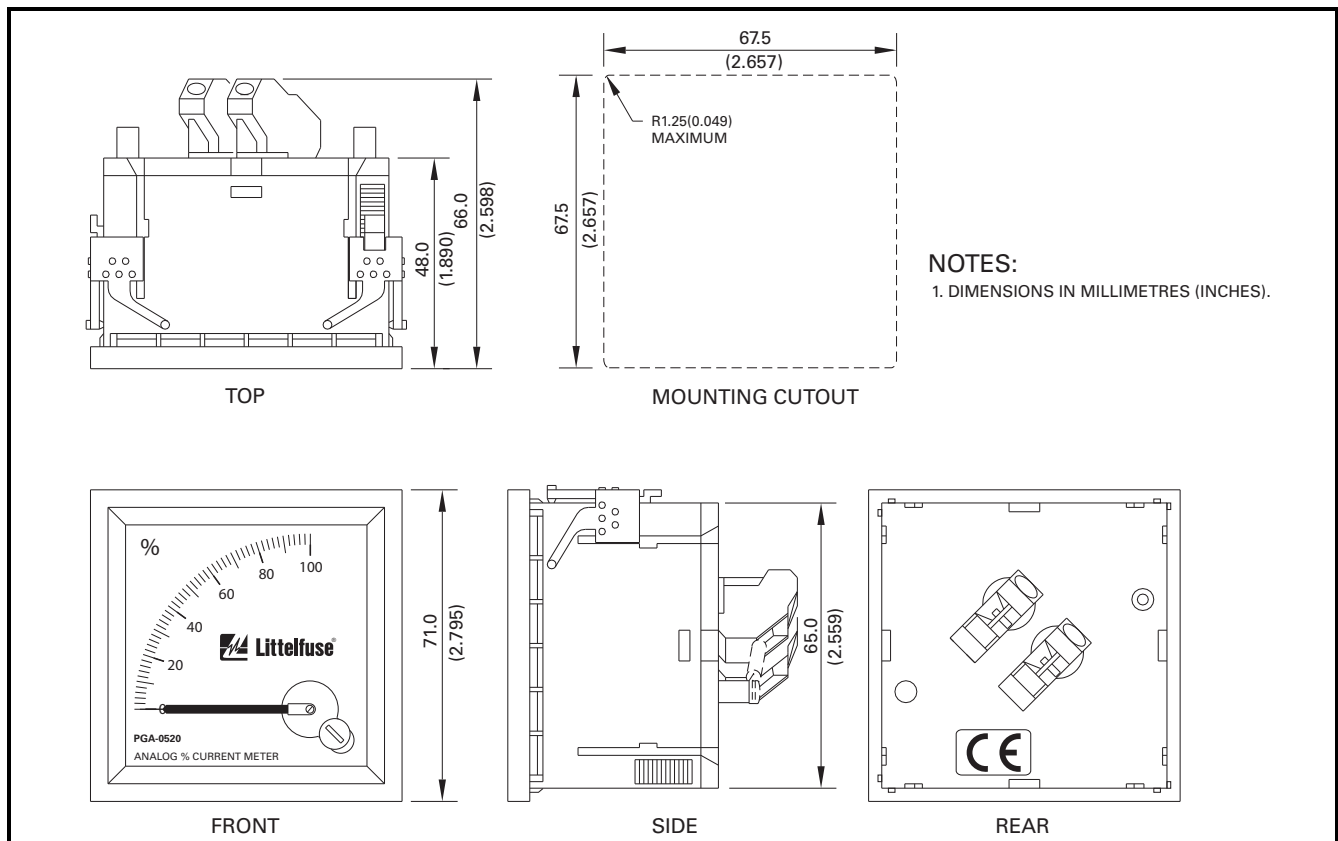 67.5
(2.657)
R1.25(0.049)
MAXIMUM
67.5
(2.657)
48.0
(1.890)
66.0
(2.598)
NOTES:
1. DIMENSIONS IN MILLIMETRES (INCHES).
TOP
MOUNTING CUTOUT
%
20
40
60
80
100
Littelfuse®
PGA-0520
ANALOG % CURRENT METER
71.0
(2.795)
65.0
(2.559)
CE
FRONT
SIDE
REAR